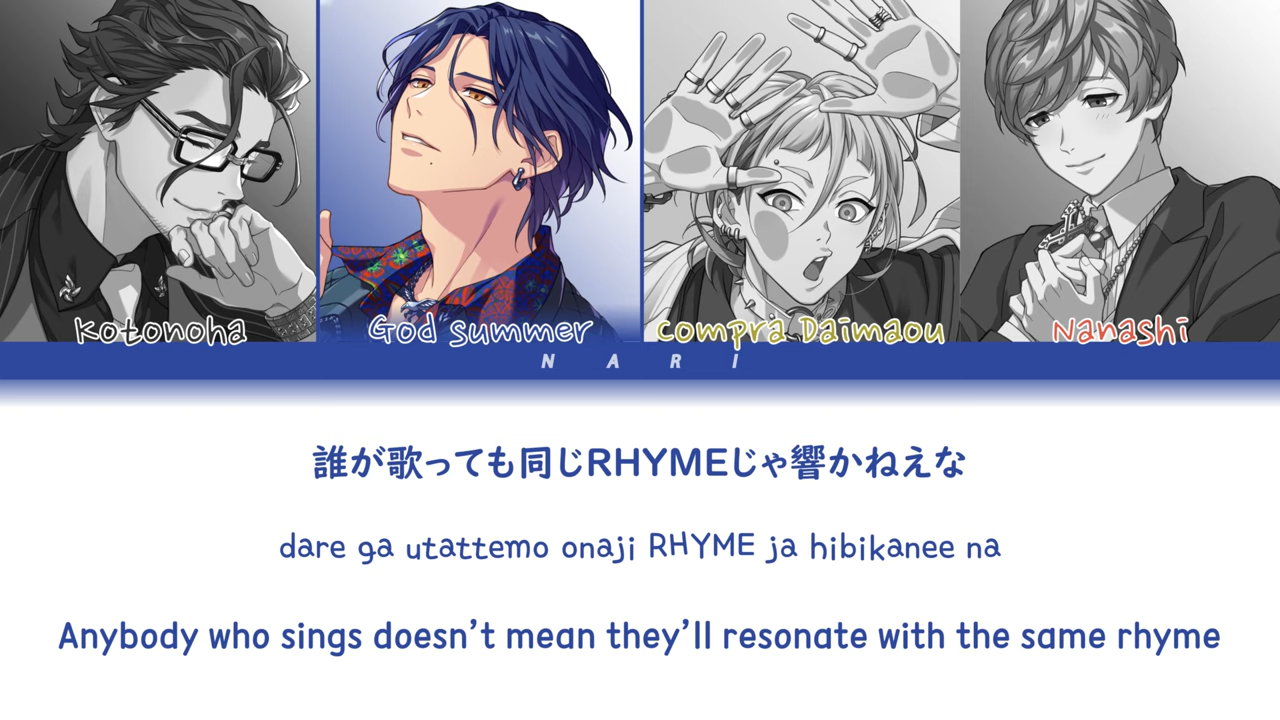 Kotonoha
God summer
compra Daimaou
Nanashi
NARI
誰が歌っても同じRHYMEじゃ響かねえな
dare ga utattemo onaji RHYME ja hibikanee na
Anybody who sings doesn't mean they'll resonate with the same rhyme